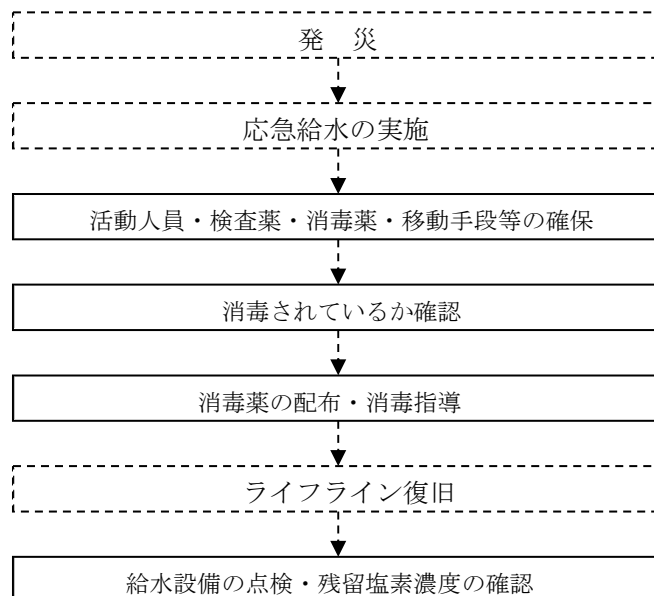 発　災
応急給水の実施
活動人員・検査薬・消毒薬・移動手段等の確保
消毒されているか確認
消毒薬の配布・消毒指導
ライフライン復旧
給水設備の点検・残留塩素濃度の確認